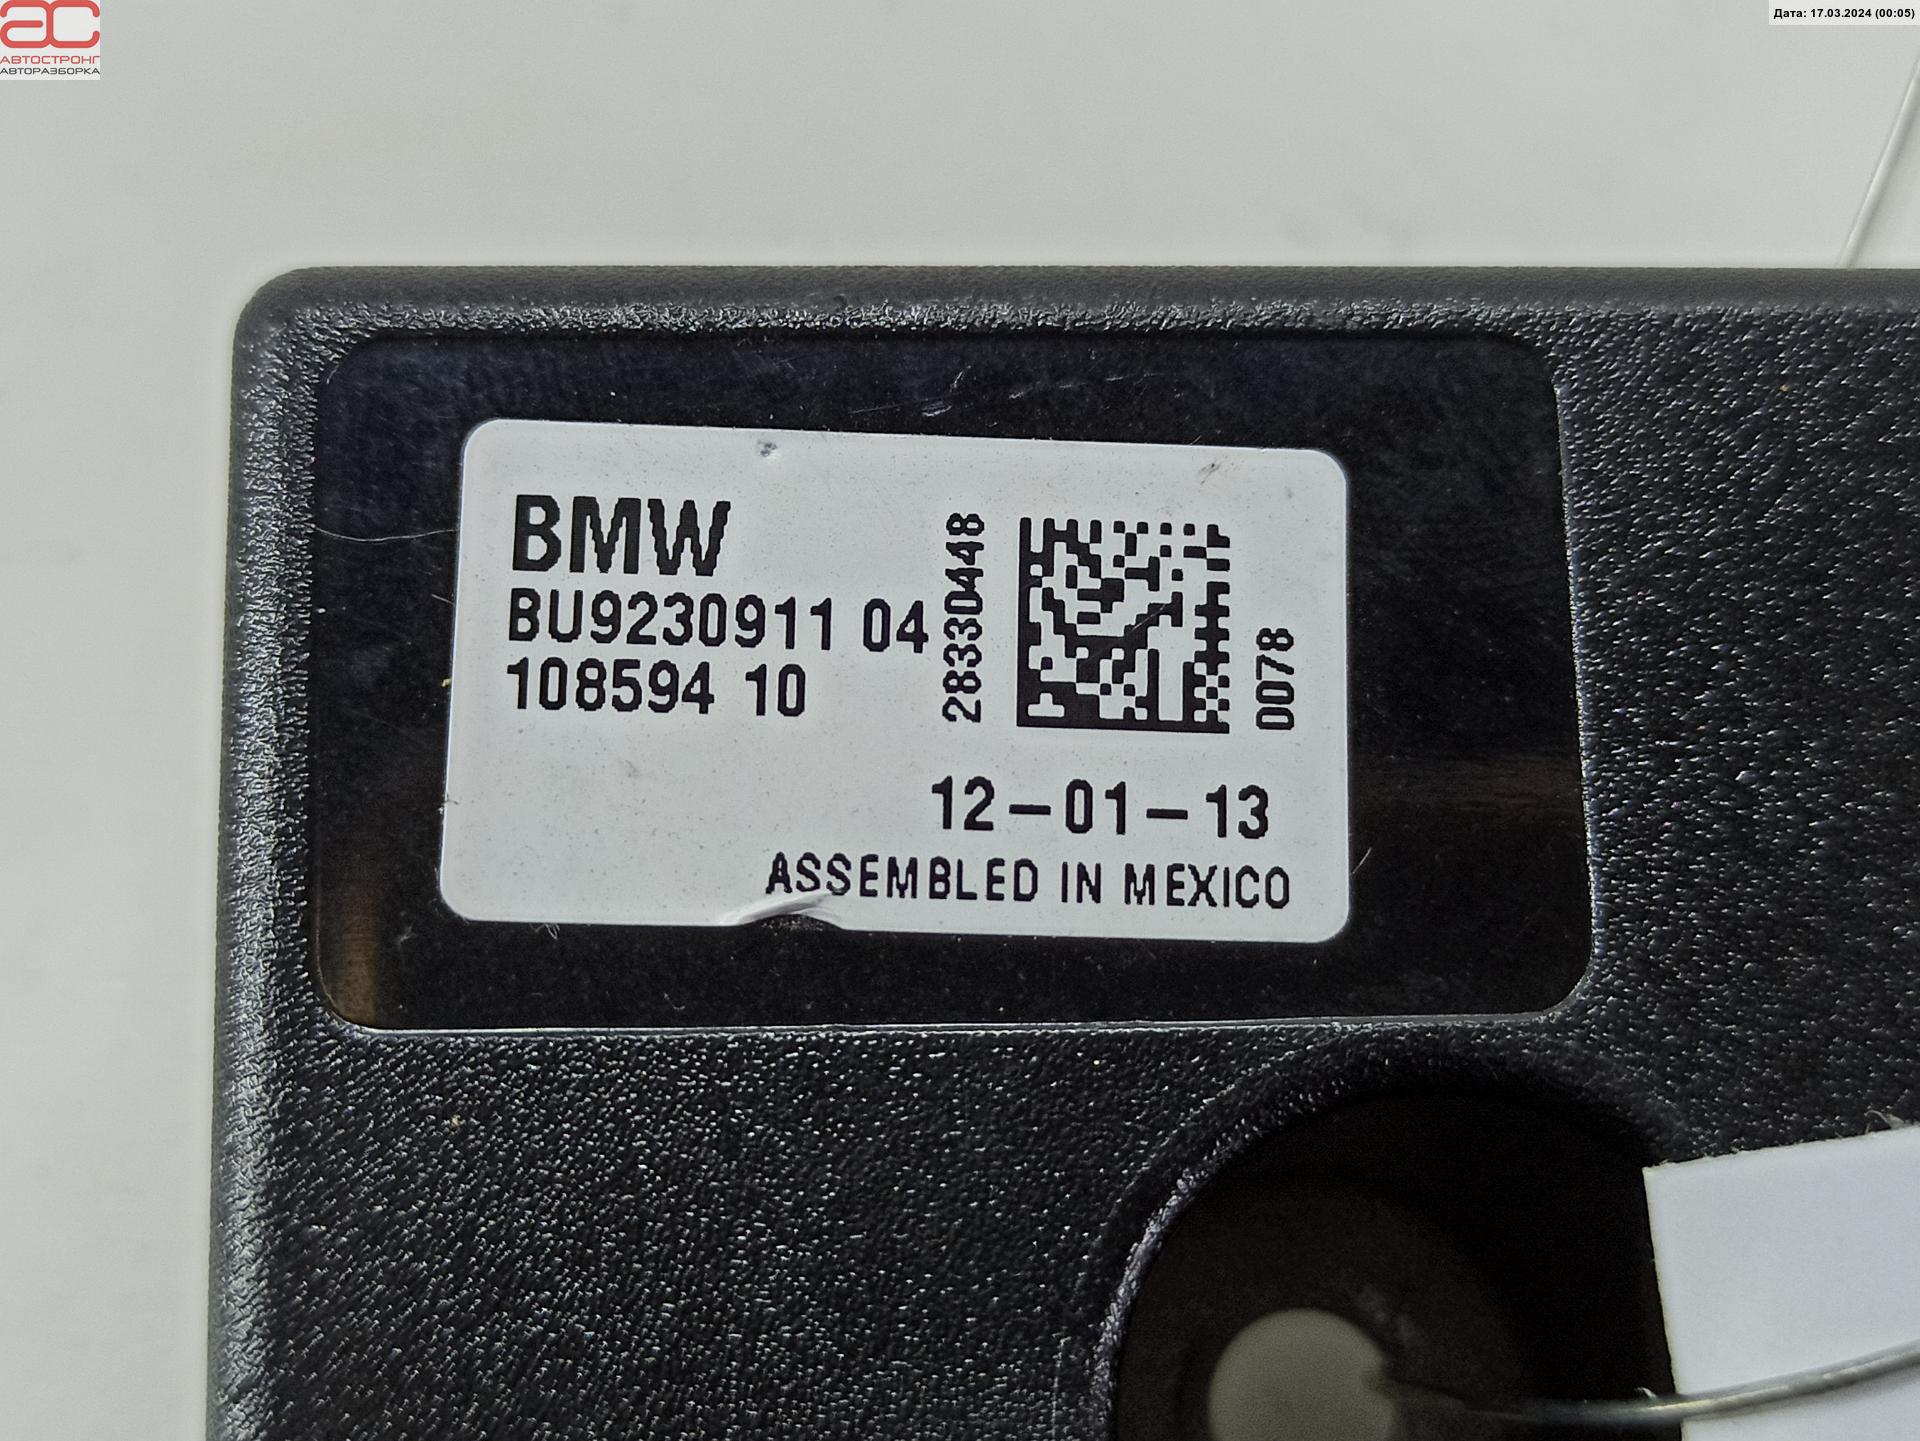 АВТОСТРОНГ
АВТОРАЗБОРКА
Дата: 17.03.2024 (00:05)
BMW
BU9230911 04
108594 10
28330448
0078
12-01-13
ASSEMBLED IN MEXICO